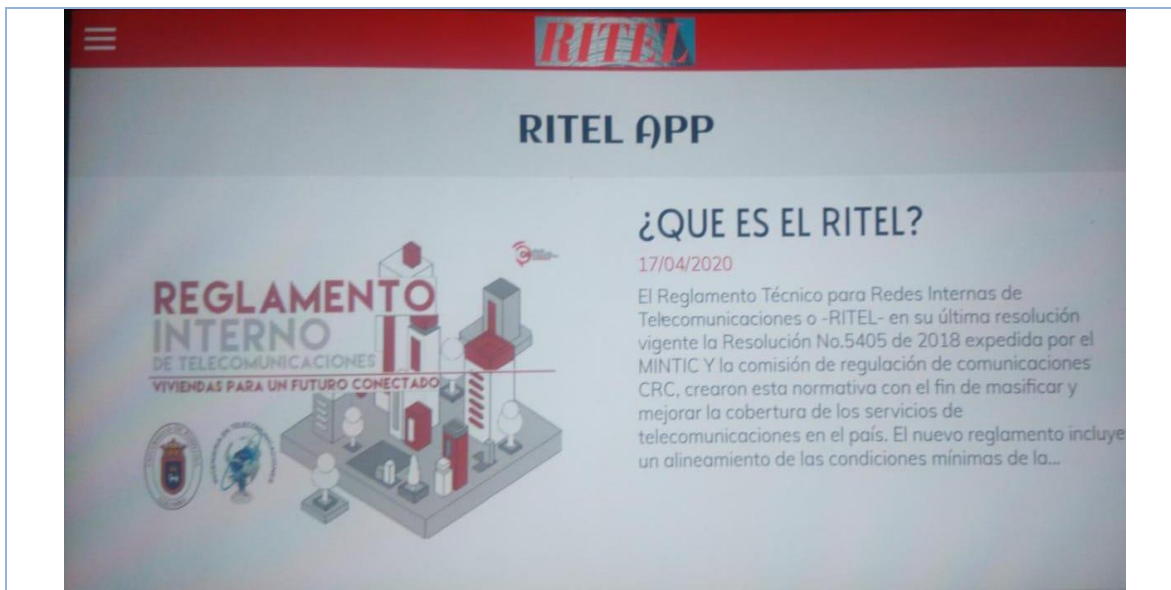 RITEL
RITEL APP
¿QUE ES EL RITEL?
17/04/2020
El Reglamento Técnico para Redes Internas de
Telecomunicaciones o -RITEL- en su última resolución
vigente la Resolución No.5405 de 2018 expedida por el
MINTIC Y la comisión de regulación de comunicaciones
CRC, crearon esta normativa con el fin de masificar y
mejorar la cobertura de los servicios de
telecomunicaciones en el país. El nuevo reglamento incluye
un alineamiento de las condiciones mínimas de la...
REGLAMENTO
INTERNO
DE TELECOMUNICACIONES
VIVIENDAS PARA UN FUTURO CONECTADO